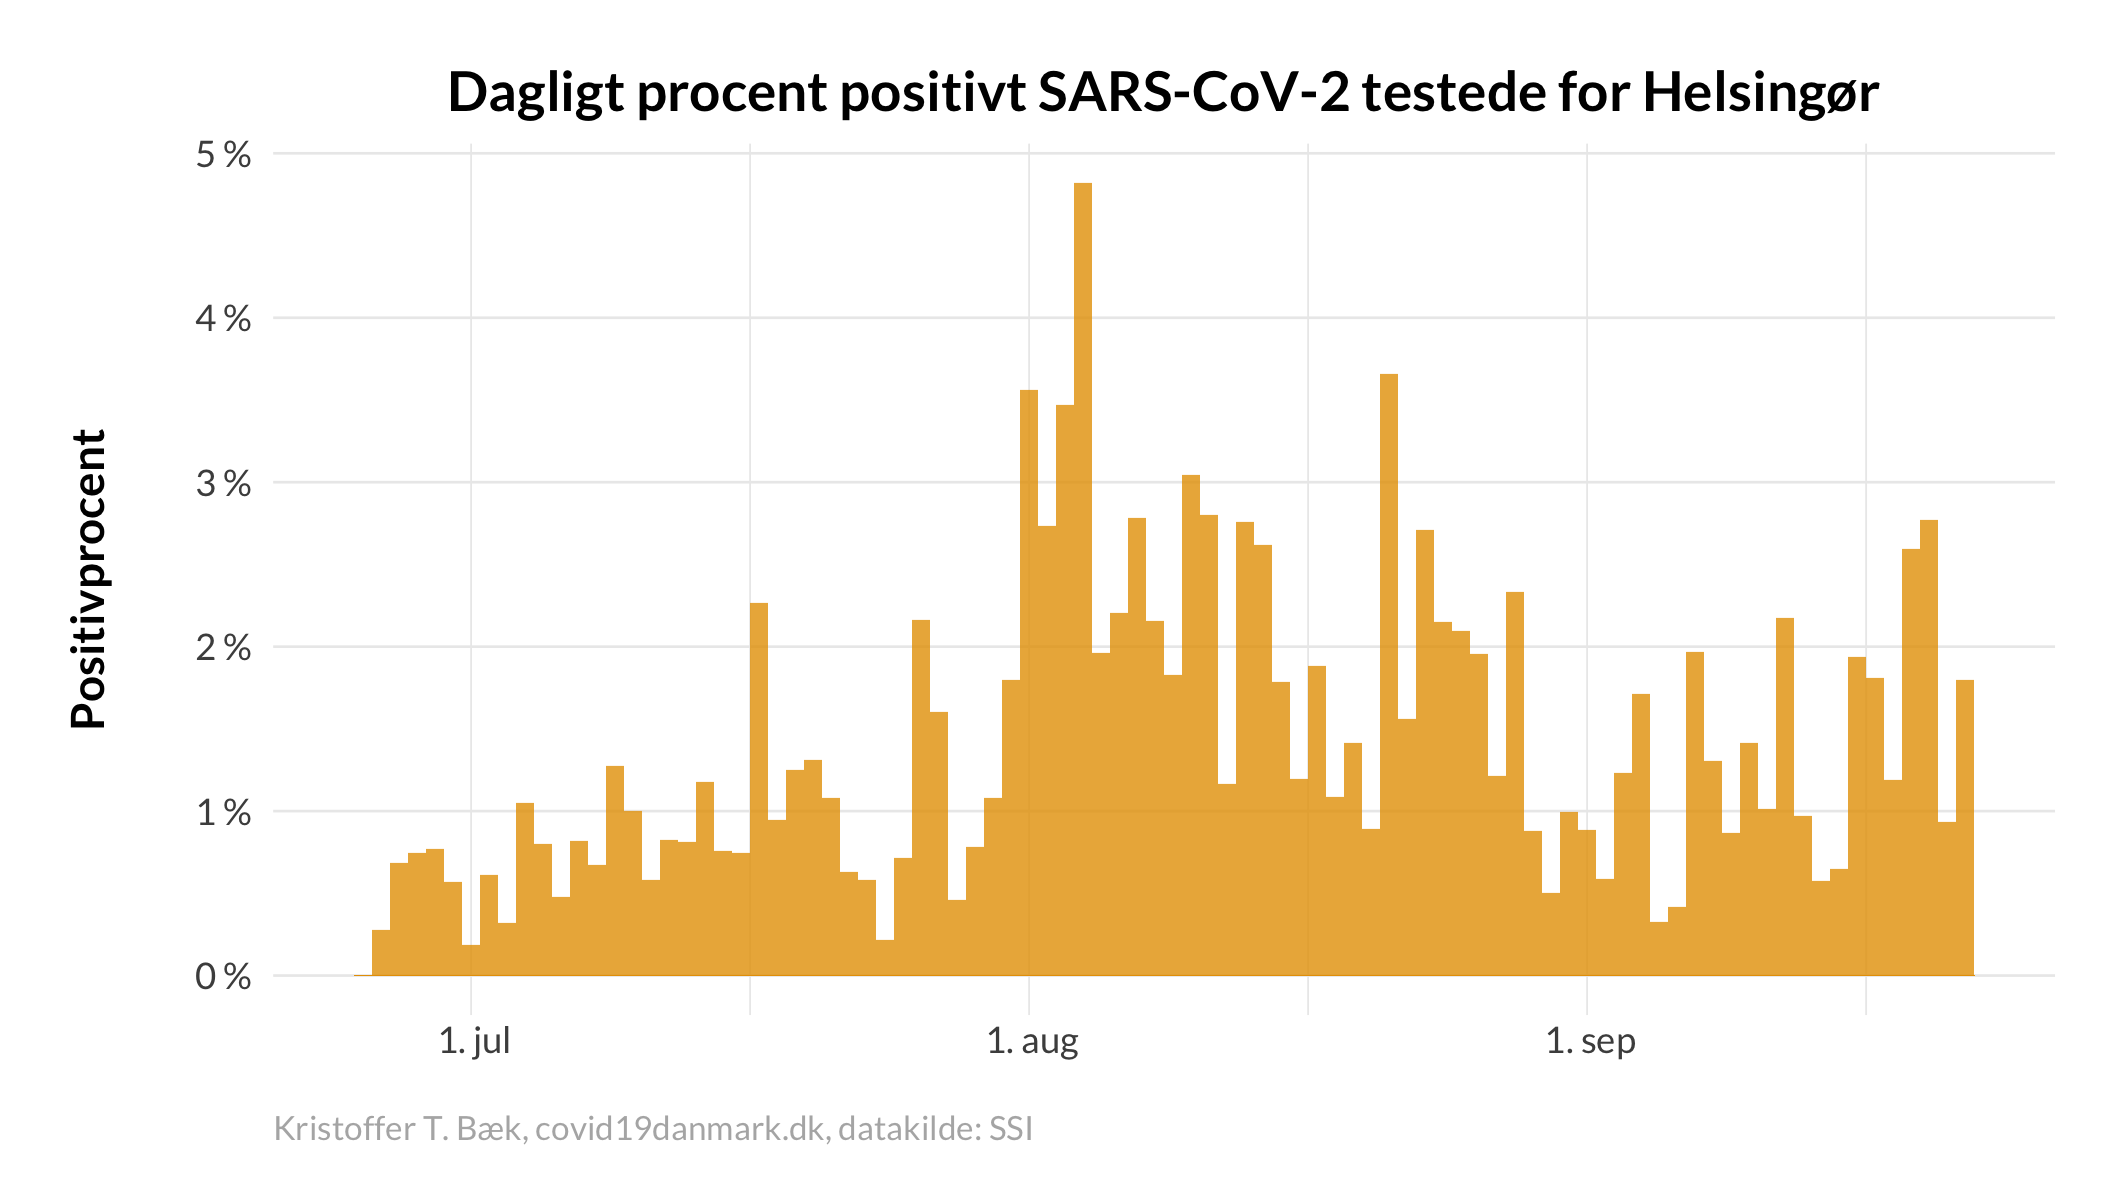 Dagligt procent positivt SARS-CoV-2 testede for Helsingør
Positivprocent
5 %
4 %
3 %
2 %
1 %
0 %
1. jul
1. aug
1. sep
Kristoffer T. Bæk, covid19danmark.dk, datakilde: SSI